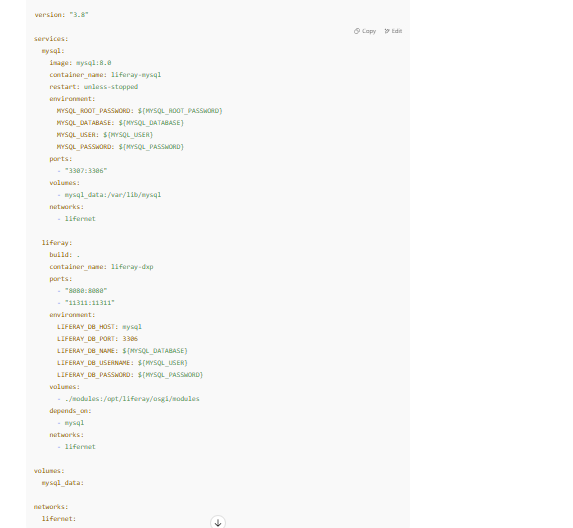 version: "3.8"
Copy Edit
services:
  mysql:
    image: mysql:8.0
    container_name: liferay-mysql
    restart: unless-stopped
    environment:
      MYSQL_ROOT_PASSWORD: ${MYSQL_ROOT_PASSWORD}
      MYSQL_DATABASE: ${MYSQL_DATABASE}
      MYSQL_USER: ${MYSQL_USER}
      MYSQL_PASSWORD: ${MYSQL_PASSWORD}
    ports:
      - "3307:3306"
    volumes:
      - mysql_data:/var/lib/mysql
    networks:
      - lifernet
  liferay:
    build: .
    container_name: liferay-dxp
    ports:
      - "8080:8080"
      - "11311:11311"
    environment:
      LIFERAY_DB_HOST: mysql
      LIFERAY_DB_PORT: 3306
      LIFERAY_DB_NAME: ${MYSQL_DATABASE}
      LIFERAY_DB_USERNAME: ${MYSQL_USER}
      LIFERAY_DB_PASSWORD: ${MYSQL_PASSWORD}
    volumes:
      - ./modules:/opt/liferay/osgi/modules
    depends_on:
      - mysql
    networks:
      - lifernet
volumes:
  mysql_data:
networks:
  lifernet: